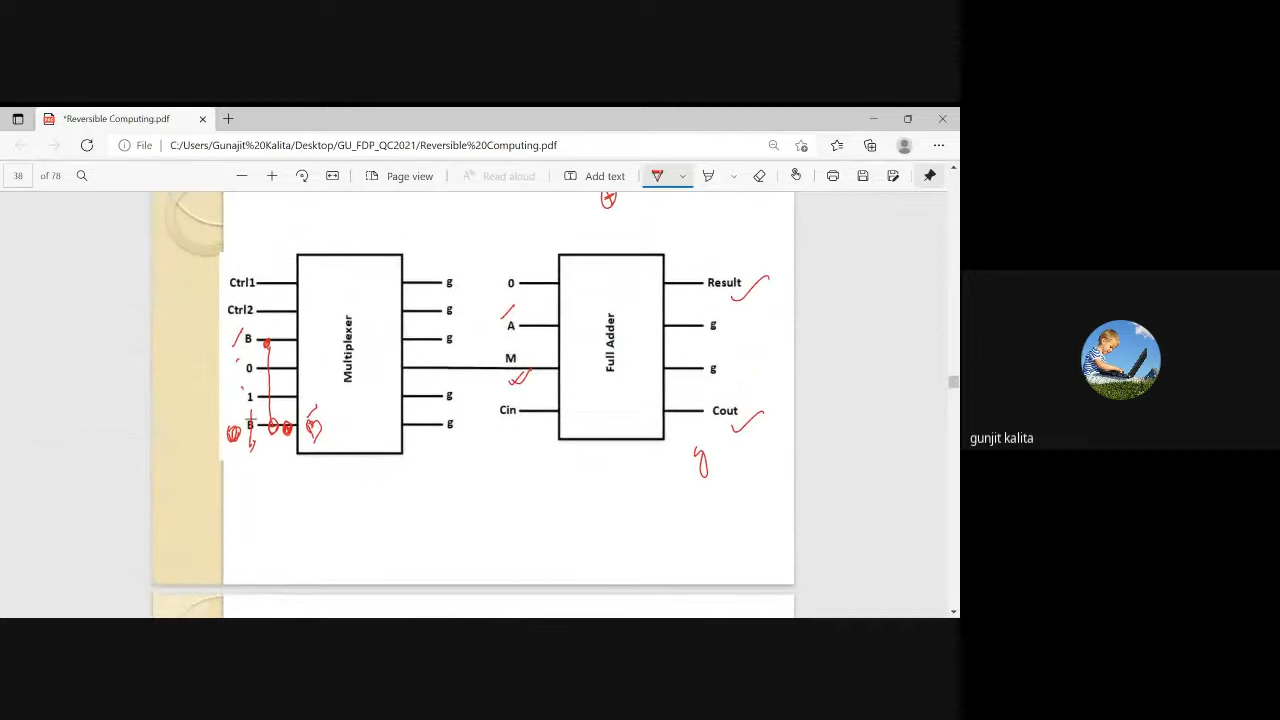 *Reversible Computing.pdf
File C:/Users/Gunajit%20Kalita/Desktop/GU_FDP_QC2021/Reversible%20Computing.pdf
38 of 78 Page view Read aloud Add text
Ctrl1
Ctrl2
B
0
1
Multiplexer
g
g
g
g
g
0
A
M
Cin
Full Adder
Result
g
g
Cout
g
gunjit kalita